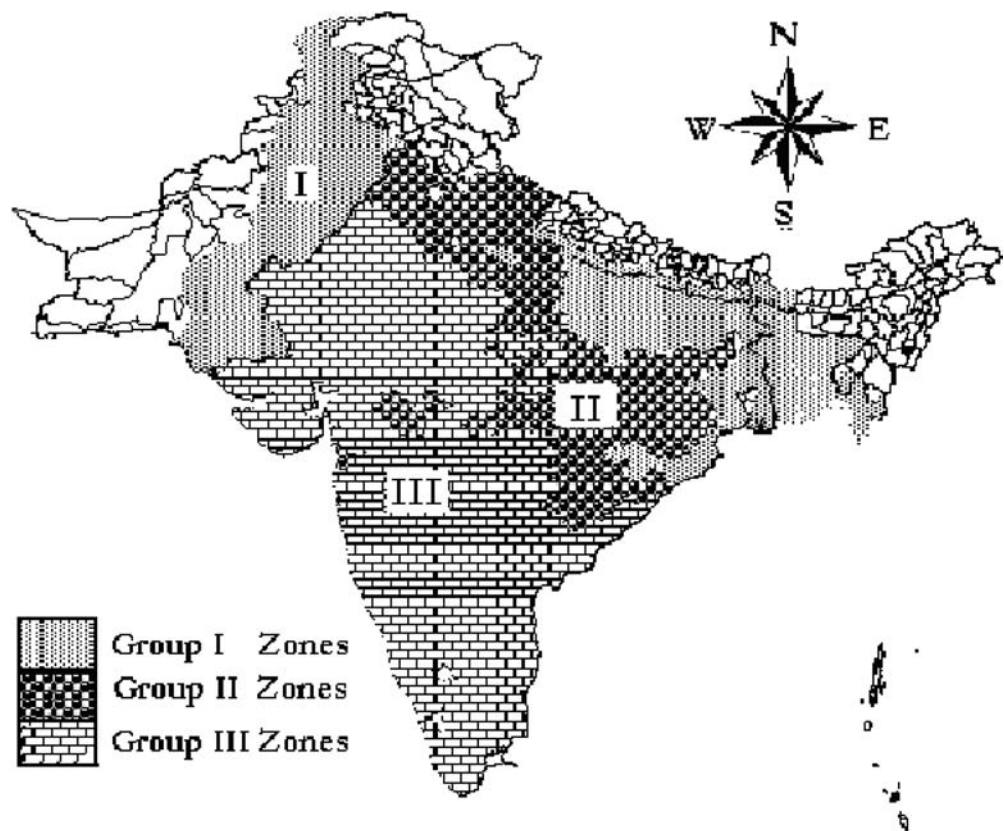 N
W E
S
I
II
III
Group I Zones
Group II Zones
Group III Zones